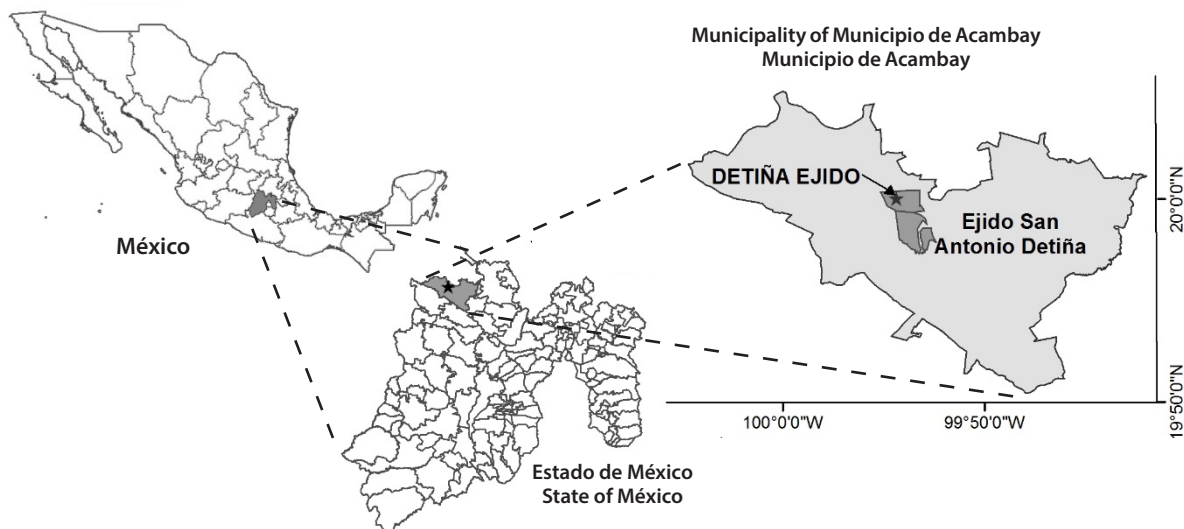 Municipality of Municipio de Acambay
Municipio de Acambay
DETIÑA EJIDO
Ejido San
Antonio Detiña
México
20°0'0"N
19°50'0"N
100°0'0"W
99°50'0"W
Estado de México
State of México